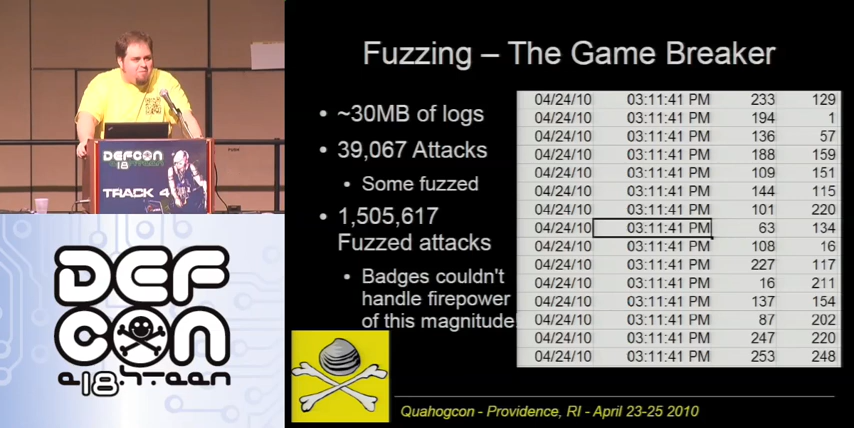 Fuzzing – The Game Breaker
• ~30MB of logs
• 39,067 Attacks
• Some fuzzed
• 1,505,617
Fuzzed attacks
• Badges couldn't
handle firepower
of this magnitude!
04/24/10 03:11:41 PM 233 129
04/24/10 03:11:41 PM 194 1
04/24/10 03:11:41 PM 136 57
04/24/10 03:11:41 PM 188 159
04/24/10 03:11:41 PM 109 151
04/24/10 03:11:41 PM 144 115
04/24/10 03:11:41 PM 101 220
04/24/10 03:11:41 PM 63 134
04/24/10 03:11:41 PM 108 16
04/24/10 03:11:41 PM 227 117
04/24/10 03:11:41 PM 16 211
04/24/10 03:11:41 PM 137 154
04/24/10 03:11:41 PM 87 202
04/24/10 03:11:41 PM 247 220
04/24/10 03:11:41 PM 253 248
Quahogcon - Providence, RI - April 23-25 2010
DEFCON
18
TRACK 4
DEF
CON
e18hteen